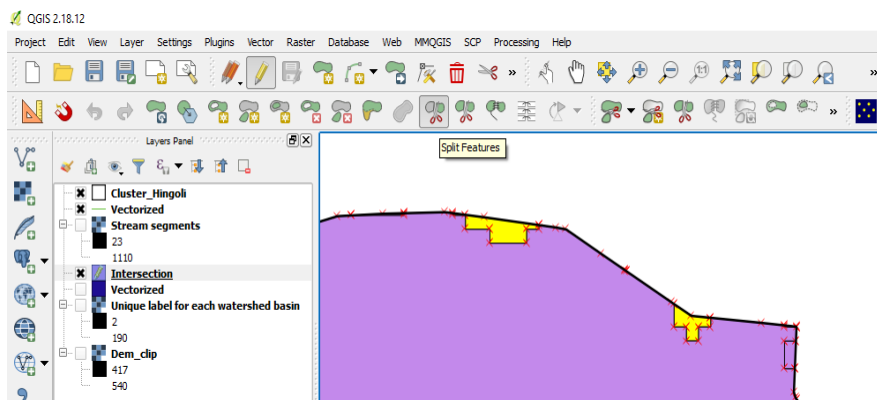 QGIS 2.18.12
Project Edit View Layer Settings Plugins Vector Raster Database Web MMQGIS SCP Processing Help
1:1
»
»
»
Split Features
Layers Panel
Cluster_Hingoli
Vectorized
Stream segments
23
1110
Intersection
Vectorized
Unique label for each watershed basin
2
190
Dem_clip
417
540